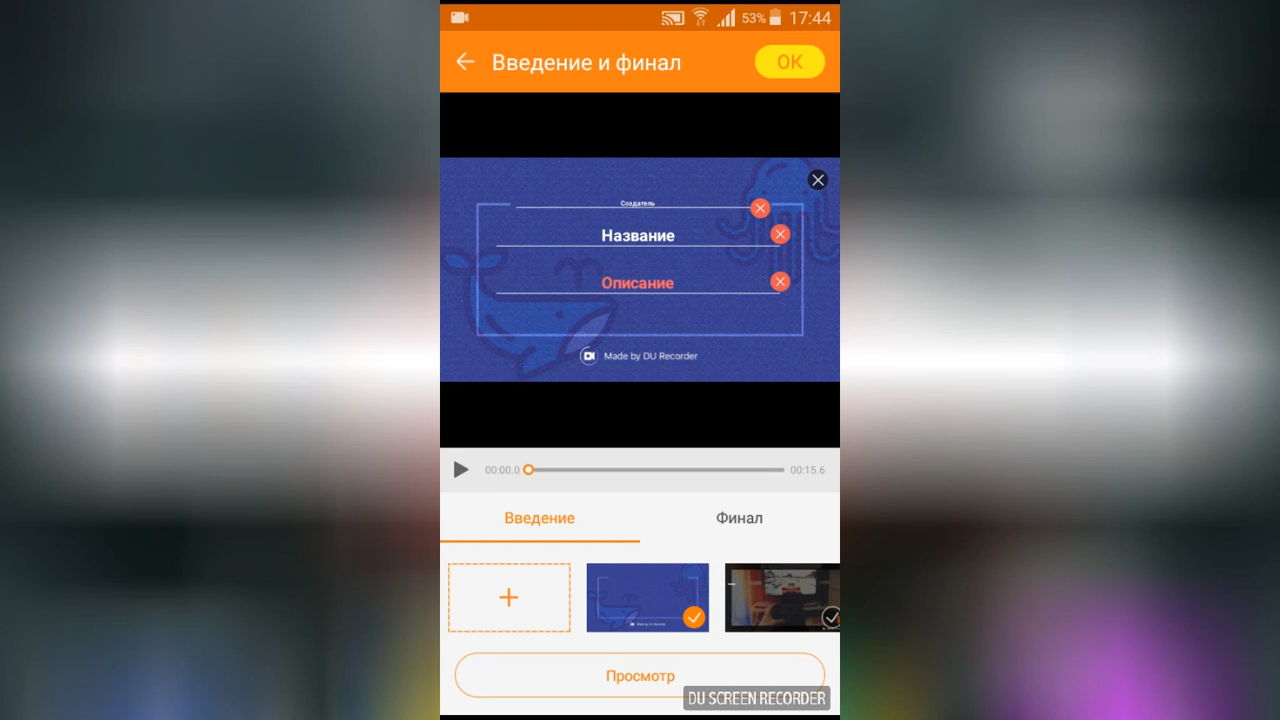 53% 17:44
Введение и финал
OK
Создатель
Название
Описание
Made by DU Recorder
00:00.0
00:15.6
Введение
Финал
Просмотр
DU SCREEN RECORDER